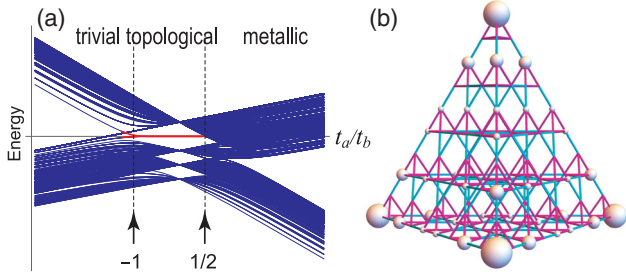 (a)
trivial topological metallic
Energy
t_a/t_b
−1
1/2
(b)